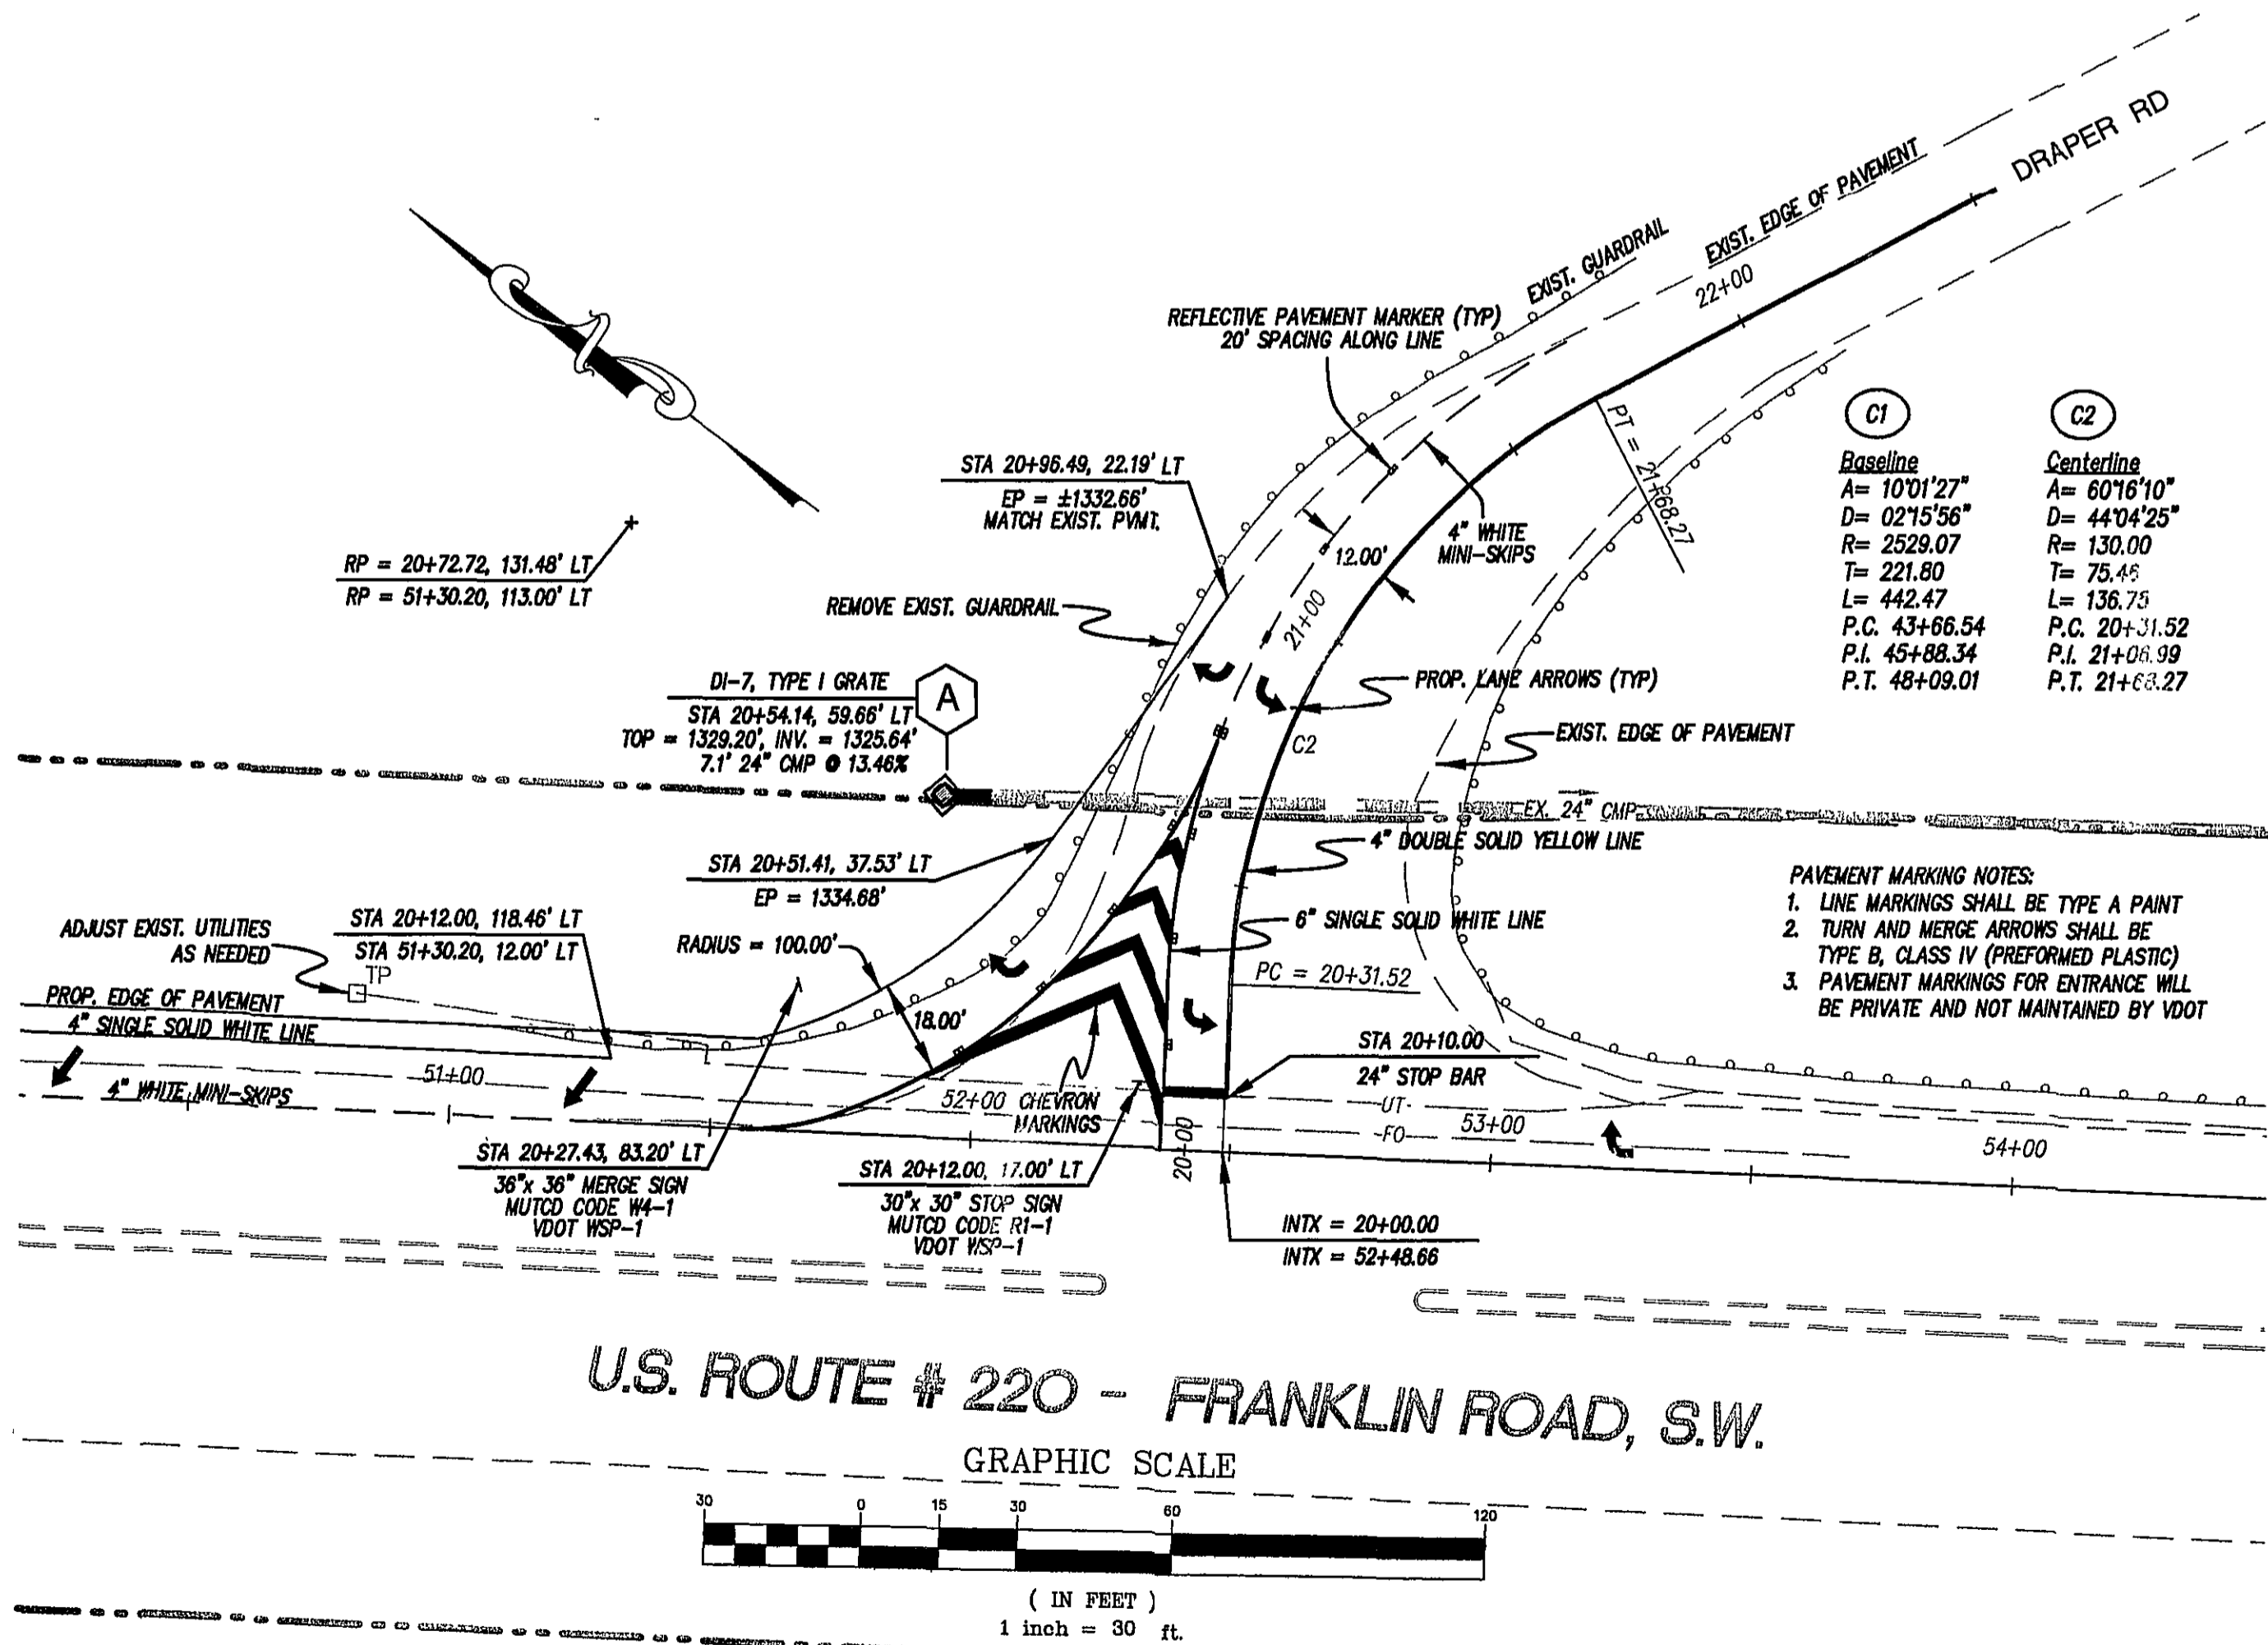 DRAPER RD
EXIST. EDGE OF PAVEMENT
22+00
EXIST. GUARDRAIL
REFLECTIVE PAVEMENT MARKER (TYP)
20' SPACING ALONG LINE
PT = 21+68.27
C1
Baseline
A= 10°01'27"
D= 02°15'56"
R= 2529.07
T= 221.80
L= 442.47
P.C. 43+66.54
P.I. 45+88.34
P.T. 48+09.01
C2
Centerline
A= 60°16'10"
D= 44°04'25"
R= 130.00
T= 75.46
L= 136.75
P.C. 20+31.52
P.I. 21+06.99
P.T. 21+68.27
STA 20+96.49, 22.19' LT
EP = ±1332.66'
MATCH EXIST. PVMT.
4" WHITE
MINI-SKIPS
12.00'
21+00
RP = 20+72.72, 131.48' LT
RP = 51+30.20, 113.00' LT
REMOVE EXIST. GUARDRAIL
PROP. LANE ARROWS (TYP)
DI-7, TYPE I GRATE
STA 20+54.14, 59.66' LT
TOP = 1329.20', INV. = 1325.64'
7.1' 24" CMP @ 13.46%
A
C2
EXIST. EDGE OF PAVEMENT
EX. 24" CMP
4" DOUBLE SOLID YELLOW LINE
STA 20+51.41, 37.53' LT
EP = 1334.68'
PAVEMENT MARKING NOTES:
1. LINE MARKINGS SHALL BE TYPE A PAINT
2. TURN AND MERGE ARROWS SHALL BE
TYPE B, CLASS IV (PREFORMED PLASTIC)
3. PAVEMENT MARKINGS FOR ENTRANCE WILL
BE PRIVATE AND NOT MAINTAINED BY VDOT
ADJUST EXIST. UTILITIES
AS NEEDED
TP
STA 20+12.00, 118.46' LT
STA 51+30.20, 12.00' LT
RADIUS = 100.00'
6" SINGLE SOLID WHITE LINE
PC = 20+31.52
PROP. EDGE OF PAVEMENT
4" SINGLE SOLID WHITE LINE
18.00'
STA 20+10.00
24" STOP BAR
51+00
4" WHITE MINI-SKIPS
52+00
CHEVRON
MARKINGS
UT
FO
53+00
54+00
20+00
STA 20+27.43, 83.20' LT
36"x 36" MERGE SIGN
MUTCD CODE W4-1
VDOT WSP-1
STA 20+12.00, 17.00' LT
30"x 30" STOP SIGN
MUTCD CODE R1-1
VDOT WSP-1
INTX = 20+00.00
INTX = 52+48.66
U.S. ROUTE # 220 - FRANKLIN ROAD, S.W.
GRAPHIC SCALE
30 0 15 30 60 120
( IN FEET )
1 inch = 30 ft.